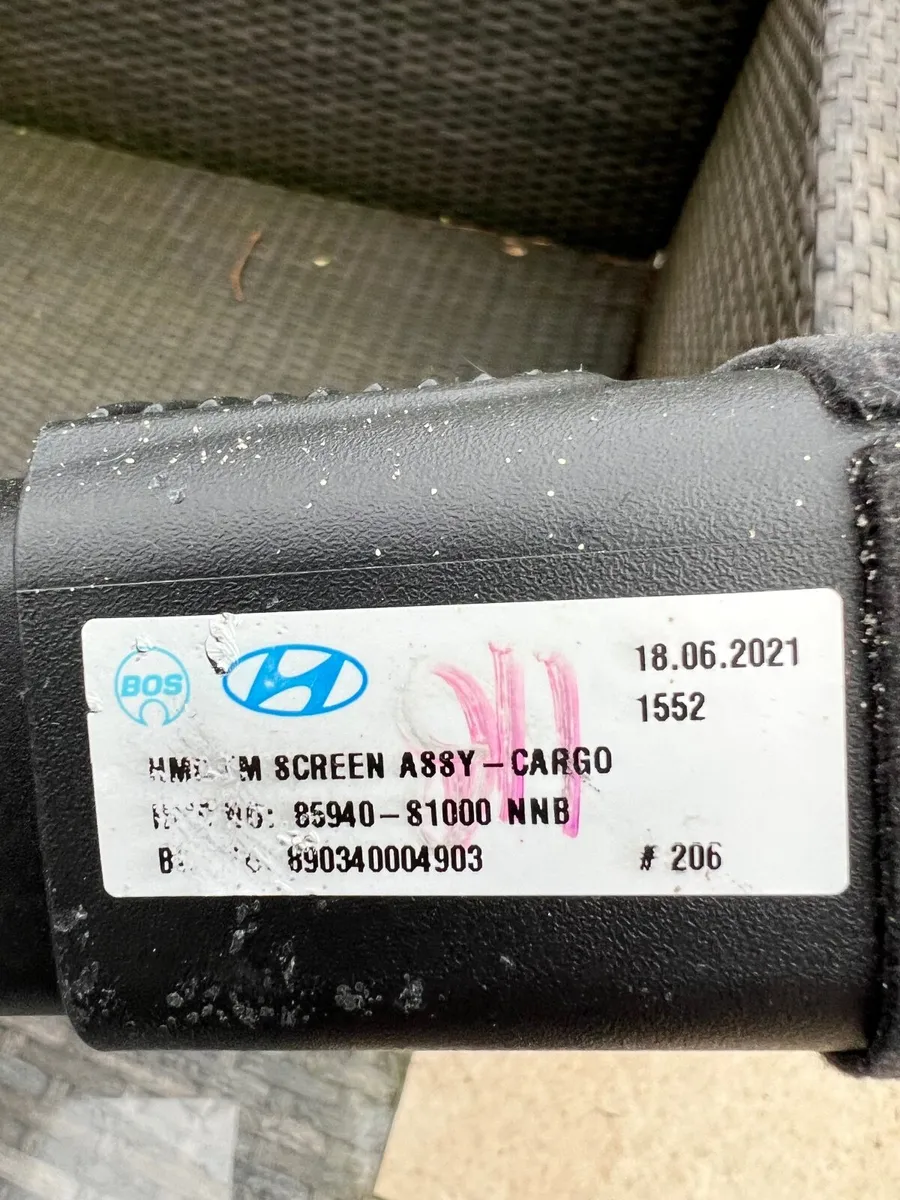 BOS
18.06.2021
1552
SCREEN ASSY-CARGO
85940-S1000 NNB
890340004903 # 206